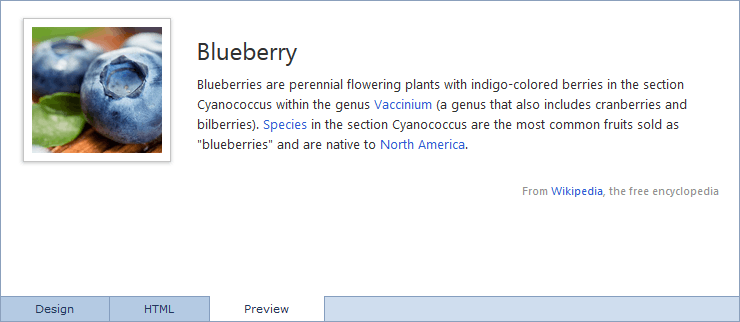 Blueberry
Blueberries are perennial flowering plants with indigo-colored berries in the section
Cyanococcus within the genus Vaccinium (a genus that also includes cranberries and
bilberries). Species in the section Cyanococcus are the most common fruits sold as
"blueberries" and are native to North America.
From Wikipedia, the free encyclopedia
Design HTML Preview